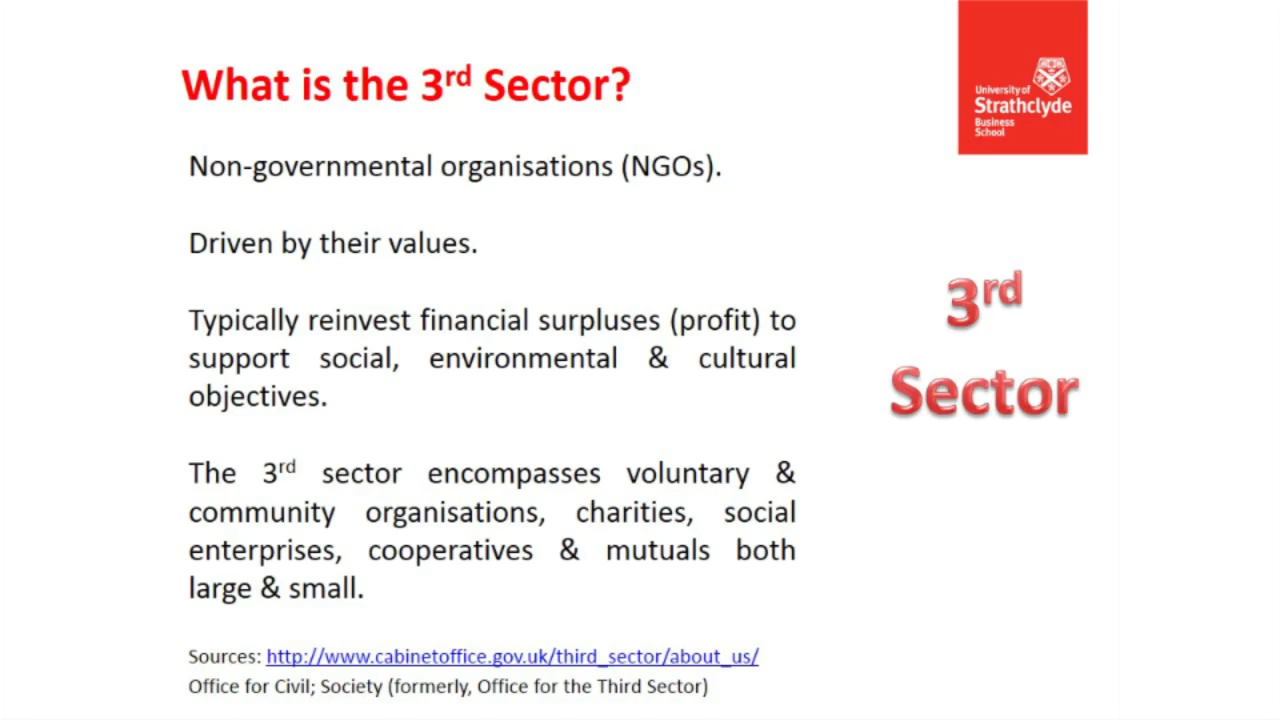 What is the 3rd Sector?
University of
Strathclyde
Business
School
Non-governmental organisations (NGOs).
Driven by their values.
Typically reinvest financial surpluses (profit) to
support social, environmental & cultural
objectives.
3rd
Sector
The 3rd sector encompasses voluntary &
community organisations, charities, social
enterprises, cooperatives & mutuals both
large & small.
Sources: http://www.cabinetoffice.gov.uk/third_sector/about_us/
Office for Civil; Society (formerly, Office for the Third Sector)